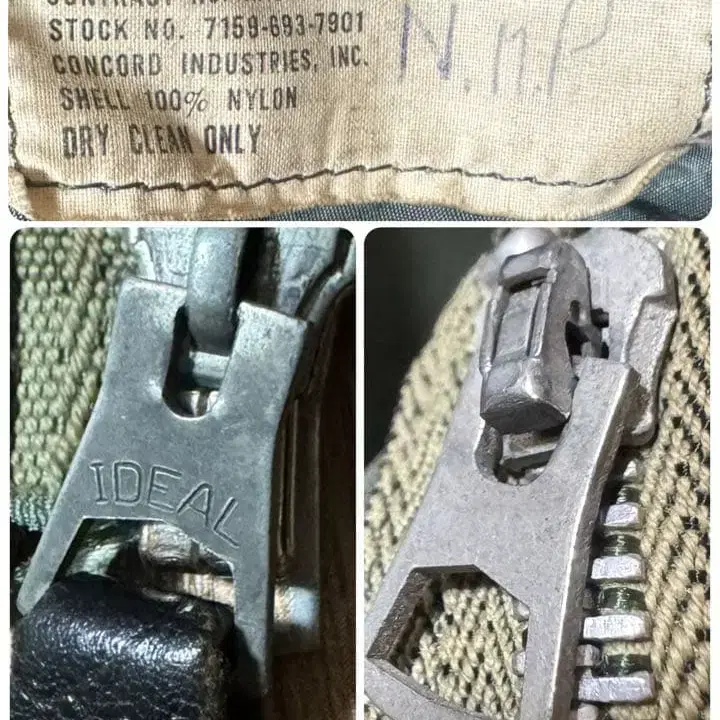 STOCK NO. 7159-693-7901
CONCORD INDUSTRIES, INC.
SHELL 100% NYLON
DRY CLEAN ONLY
N.M.P
IDEAL